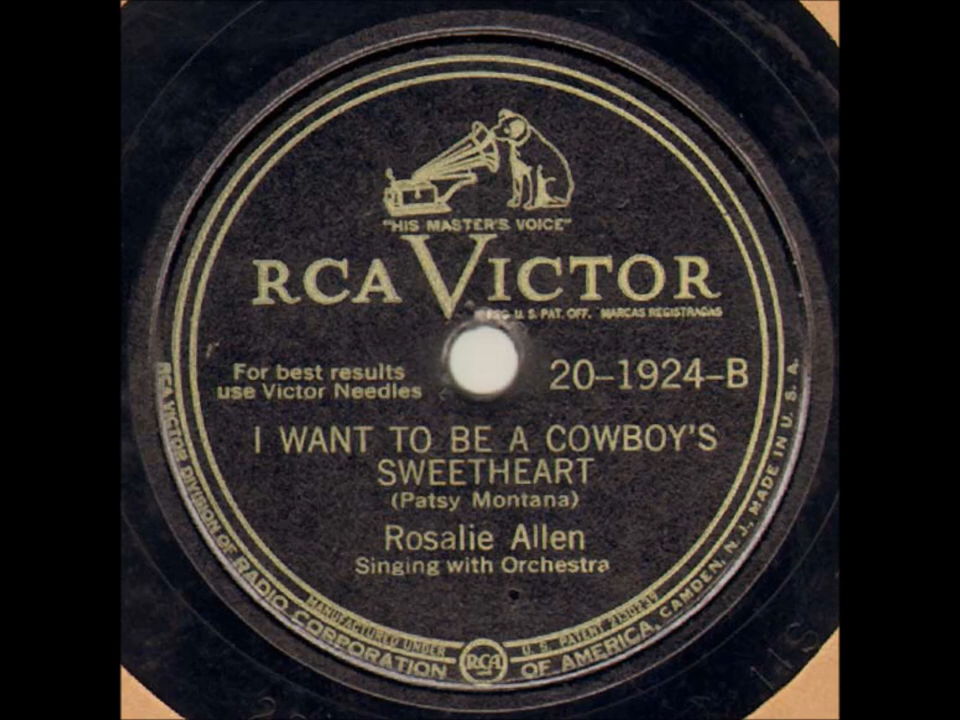 "HIS MASTER'S VOICE"
RCA VICTOR
REG. U. S. PAT. OFF. MARCAS REGISTRADAS
For best results
use Victor Needles
20-1924-B
I WANT TO BE A COWBOY'S
SWEETHEART
(Patsy Montana)
Rosalie Allen
Singing with Orchestra
MANUFACTURED UNDER
RCA
U. S. PATENT 2130239
RCA VICTOR DIVISION OF RADIO CORPORATION OF AMERICA, CAMDEN, N. J., MADE IN U. S. A.